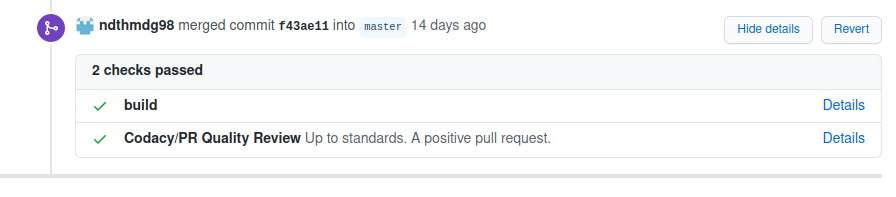 ndthmdg98 merged commit f43ae11 into master 14 days ago Hide details Revert
2 checks passed
build Details
Codacy/PR Quality Review Up to standards. A positive pull request. Details